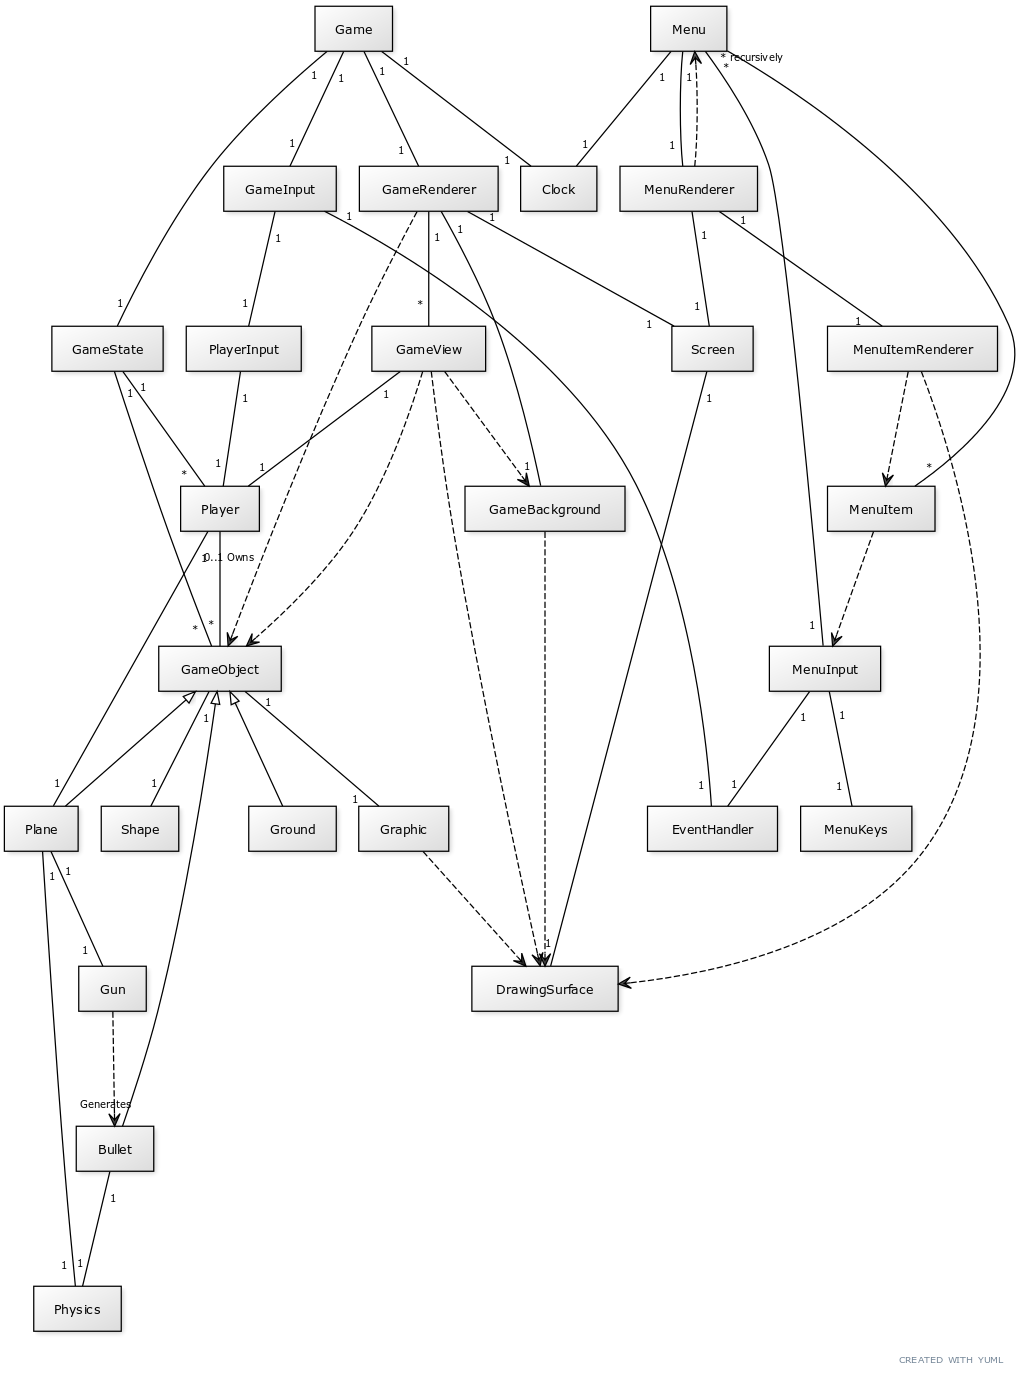 Game
Menu
* recursively
*
1
1
1
1
1
1
1
1
1
1
1
1
GameInput
GameRenderer
Clock
MenuRenderer
1
1
1
1
1
1
1
1
1
*
1
1
1
GameState
PlayerInput
GameView
Screen
MenuItemRenderer
1
1
1
1
1
*
1
1
1
*
Player
GameBackground
MenuItem
1
0..1 Owns
*
*
1
GameObject
MenuInput
1
1
1
1
1
1
1
1
1
1
Plane
Shape
Ground
Graphic
EventHandler
MenuKeys
1
1
1
1
Gun
DrawingSurface
Generates
Bullet
1
1
1
Physics
CREATED WITH YUML